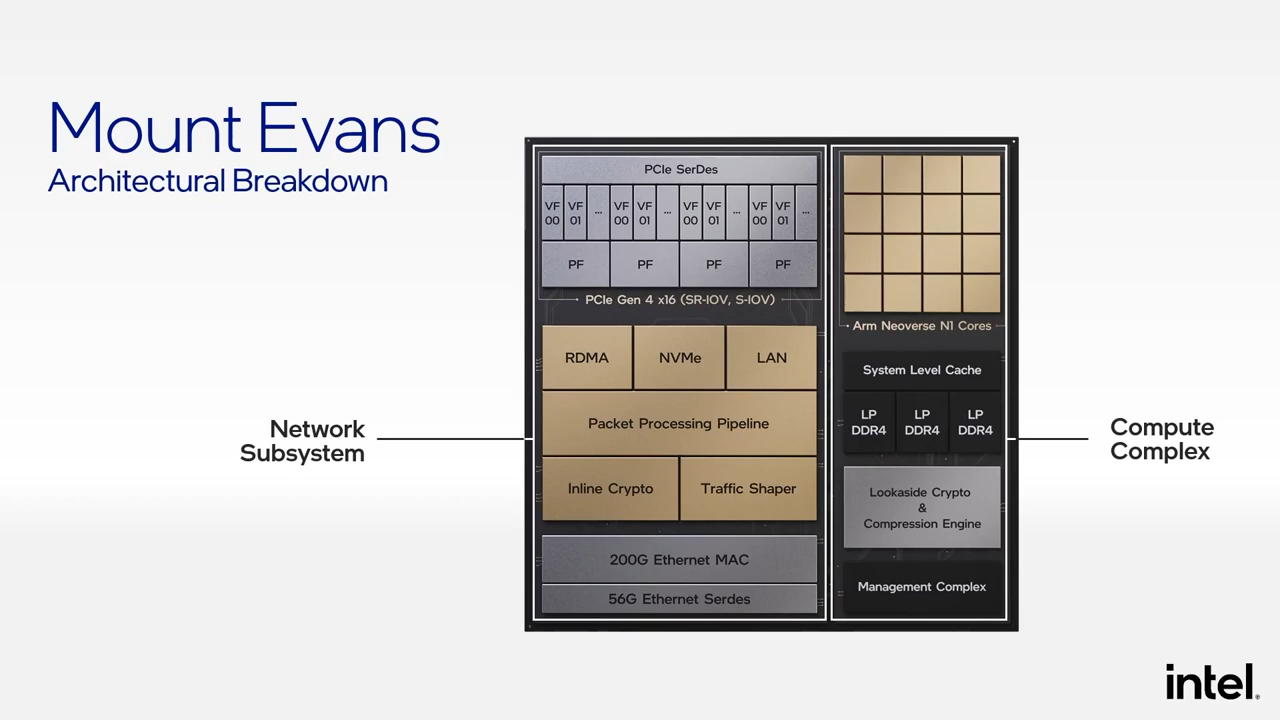 Mount Evans
Architectural Breakdown
PCIe SerDes
VF 00 VF 01 ... VF 00 VF 01 ... VF 00 VF 01 ... VF 00 VF 01 ...
PF PF PF PF
PCIe Gen 4 x16 (SR-IOV, S-IOV)
RDMA NVMe LAN
Packet Processing Pipeline
Inline Crypto Traffic Shaper
200G Ethernet MAC
56G Ethernet Serdes
Network
Subsystem
Arm Neoverse N1 Cores
System Level Cache
LP DDR4 LP DDR4 LP DDR4
Lookaside Crypto
&
Compression Engine
Management Complex
Compute
Complex
intel.